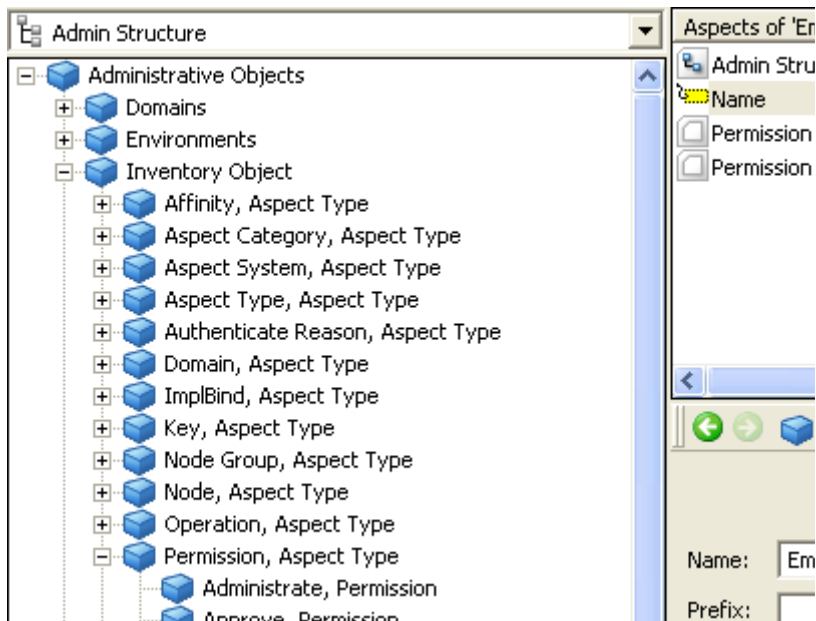 Admin Structure
Administrative Objects
Domains
Environments
Inventory Object
Affinity, Aspect Type
Aspect Category, Aspect Type
Aspect System, Aspect Type
Aspect Type, Aspect Type
Authenticate Reason, Aspect Type
Domain, Aspect Type
ImplBind, Aspect Type
Key, Aspect Type
Node Group, Aspect Type
Node, Aspect Type
Operation, Aspect Type
Permission, Aspect Type
Administrate, Permission
Approve, Permission
Aspects of 'Em
Admin Stru
Name
Permission
Permission
Name: Em
Prefix: